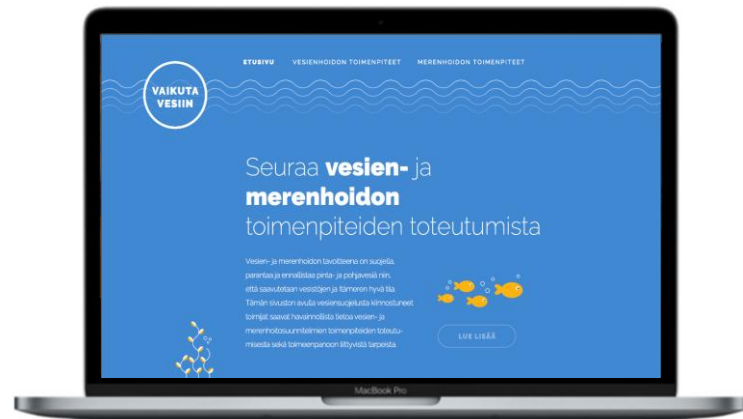 ETUSIVU VESIENHOIDON TOIMENPITEET MERENHOIDON TOIMENPITEET
VAIKUTA
VESIIN
Seuraa vesien- ja
merenhoidon
toimenpiteiden toteutumista
Vesien- ja merenhoidon tavoitteena on suojella,
parantaa ja ennallistaa pinta- ja pohjavesiä niin,
että saavutetaan vesistöjen ja Itämeren hyvä tila.
Tämän sivuston avulla vesiensuojelusta kiinnostuneet
toimijat saavat havainnollista tietoa vesien- ja
merenhoitosuunnitelmien toimenpiteiden toteutu-
misesta sekä toimeenpanoon liittyvistä tarpeista.
LUE LISÄÄ
MacBook Pro